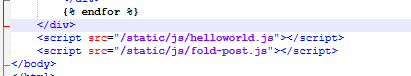 {% endfor %}
</div>
<script src="/static/js/helloworld.js"></script>
<script src="/static/js/fold-post.js"></script>
</body>